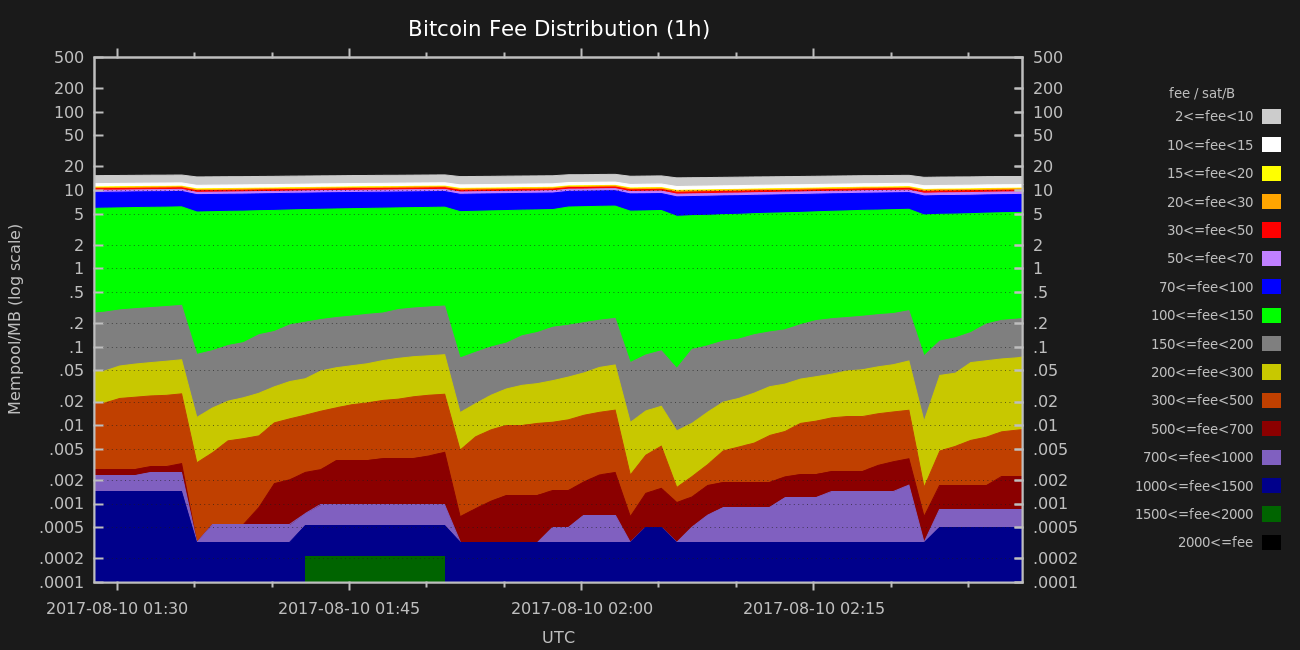 Bitcoin Fee Distribution (1h)
Mempool/MB (log scale)
500
200
100
50
20
10
5
2
1
.5
.2
.1
.05
.02
.01
.005
.002
.001
.0005
.0002
.0001
500
200
100
50
20
10
5
2
1
.5
.2
.1
.05
.02
.01
.005
.002
.001
.0005
.0002
.0001
2017-08-10 01:30 2017-08-10 01:45 2017-08-10 02:00 2017-08-10 02:15
UTC
fee / sat/B
2<=fee<10
10<=fee<15
15<=fee<20
20<=fee<30
30<=fee<50
50<=fee<70
70<=fee<100
100<=fee<150
150<=fee<200
200<=fee<300
300<=fee<500
500<=fee<700
700<=fee<1000
1000<=fee<1500
1500<=fee<2000
2000<=fee